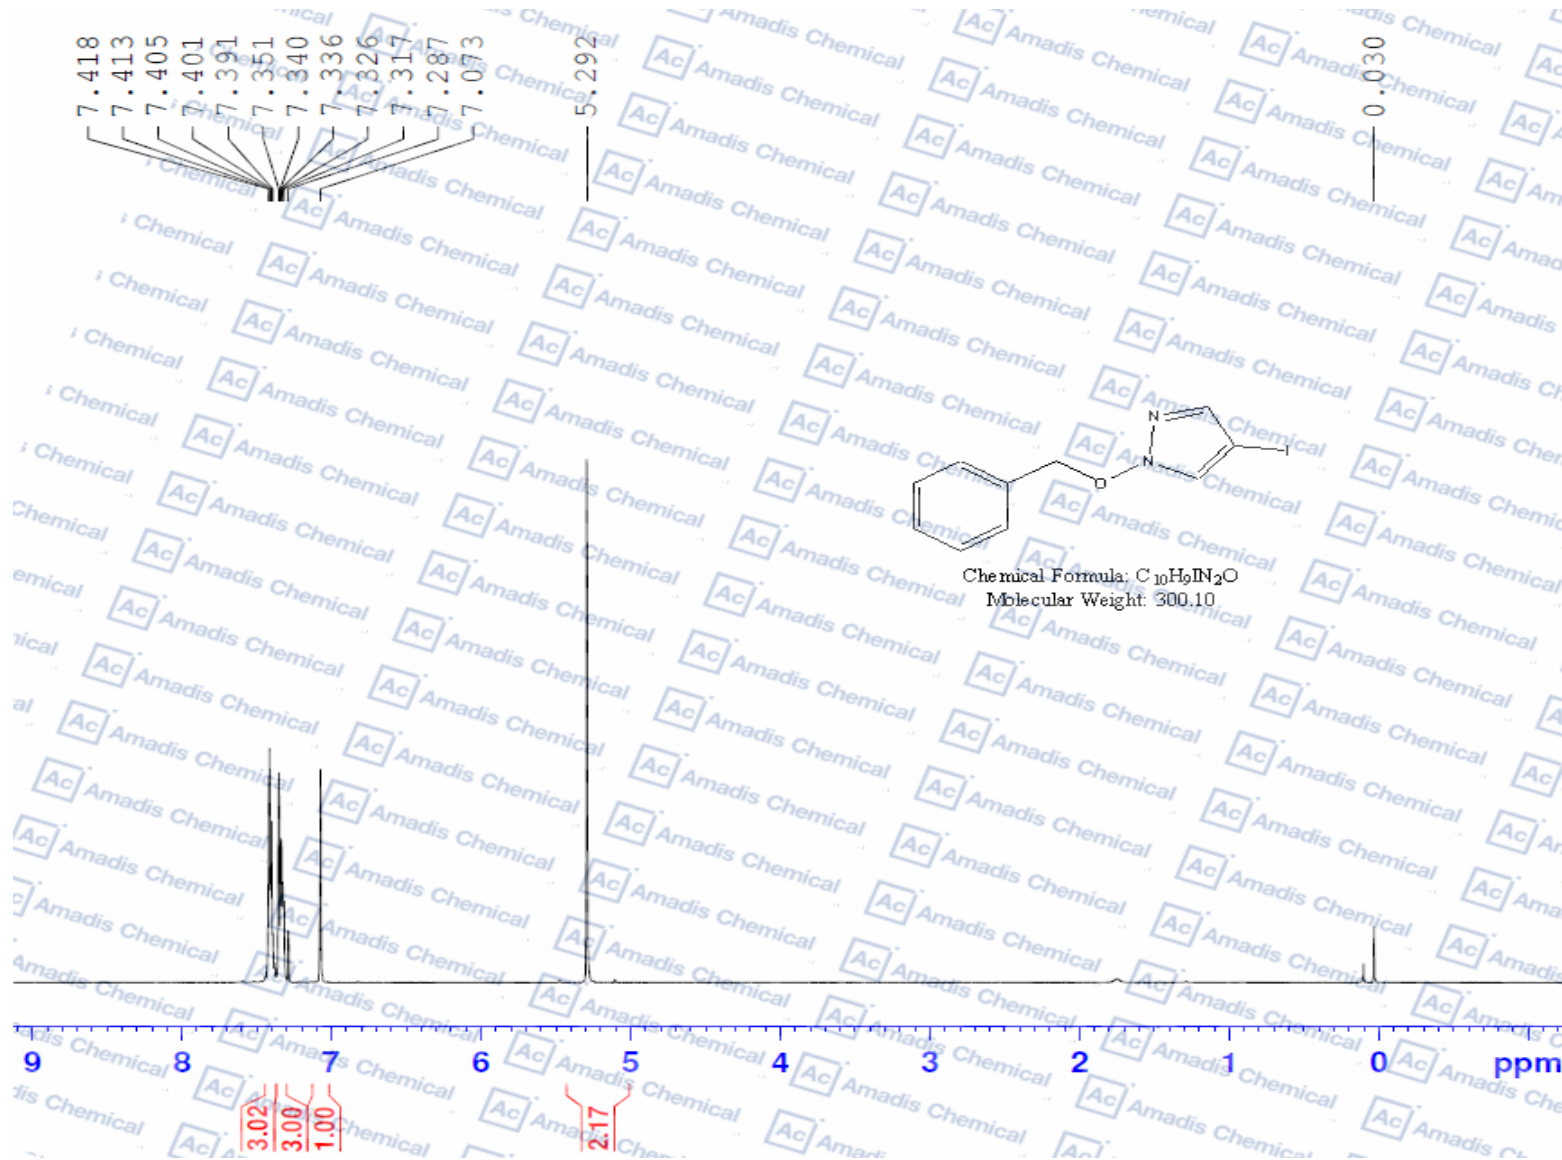 7.418
7.413
7.405
7.401
7.391
7.351
7.340
7.336
7.326
7.317
7.287
7.073
5.292
0.030
N
N
O
I
Chemical Formula: C10H9IN2O
Molecular Weight: 300.10
9 8 7 6 5 4 3 2 1 0 ppm
3.02
3.00
1.00
2.17
Ac Amadis Chemical